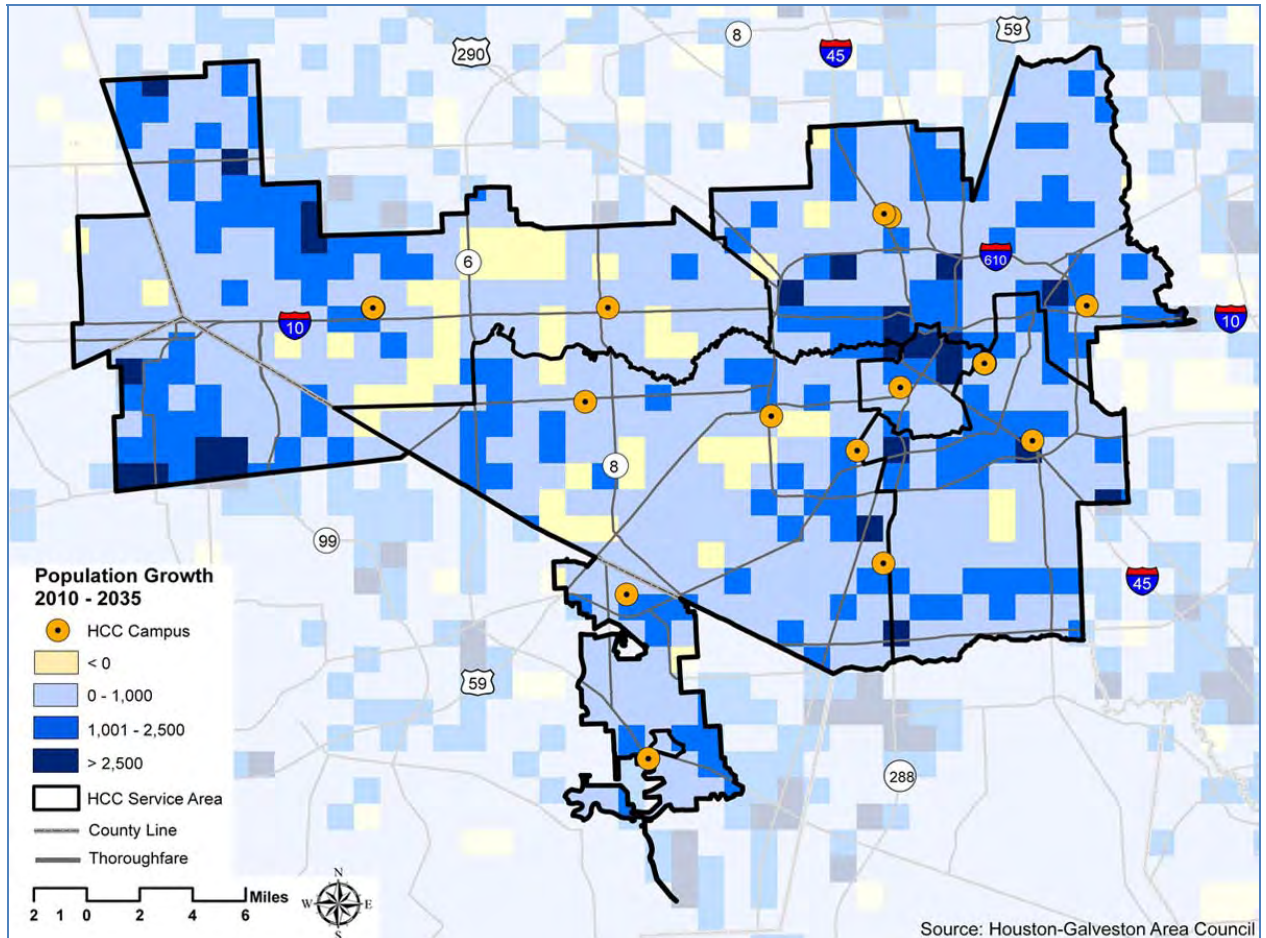 8
59
290
45
6
610
10
10
8
99
45
59
288
Population Growth
2010 - 2035
HCC Campus
< 0
0 - 1,000
1,001 - 2,500
> 2,500
HCC Service Area
County Line
Thoroughfare
Miles
2 1 0 2 4 6
N
W E
S
Source: Houston-Galveston Area Council